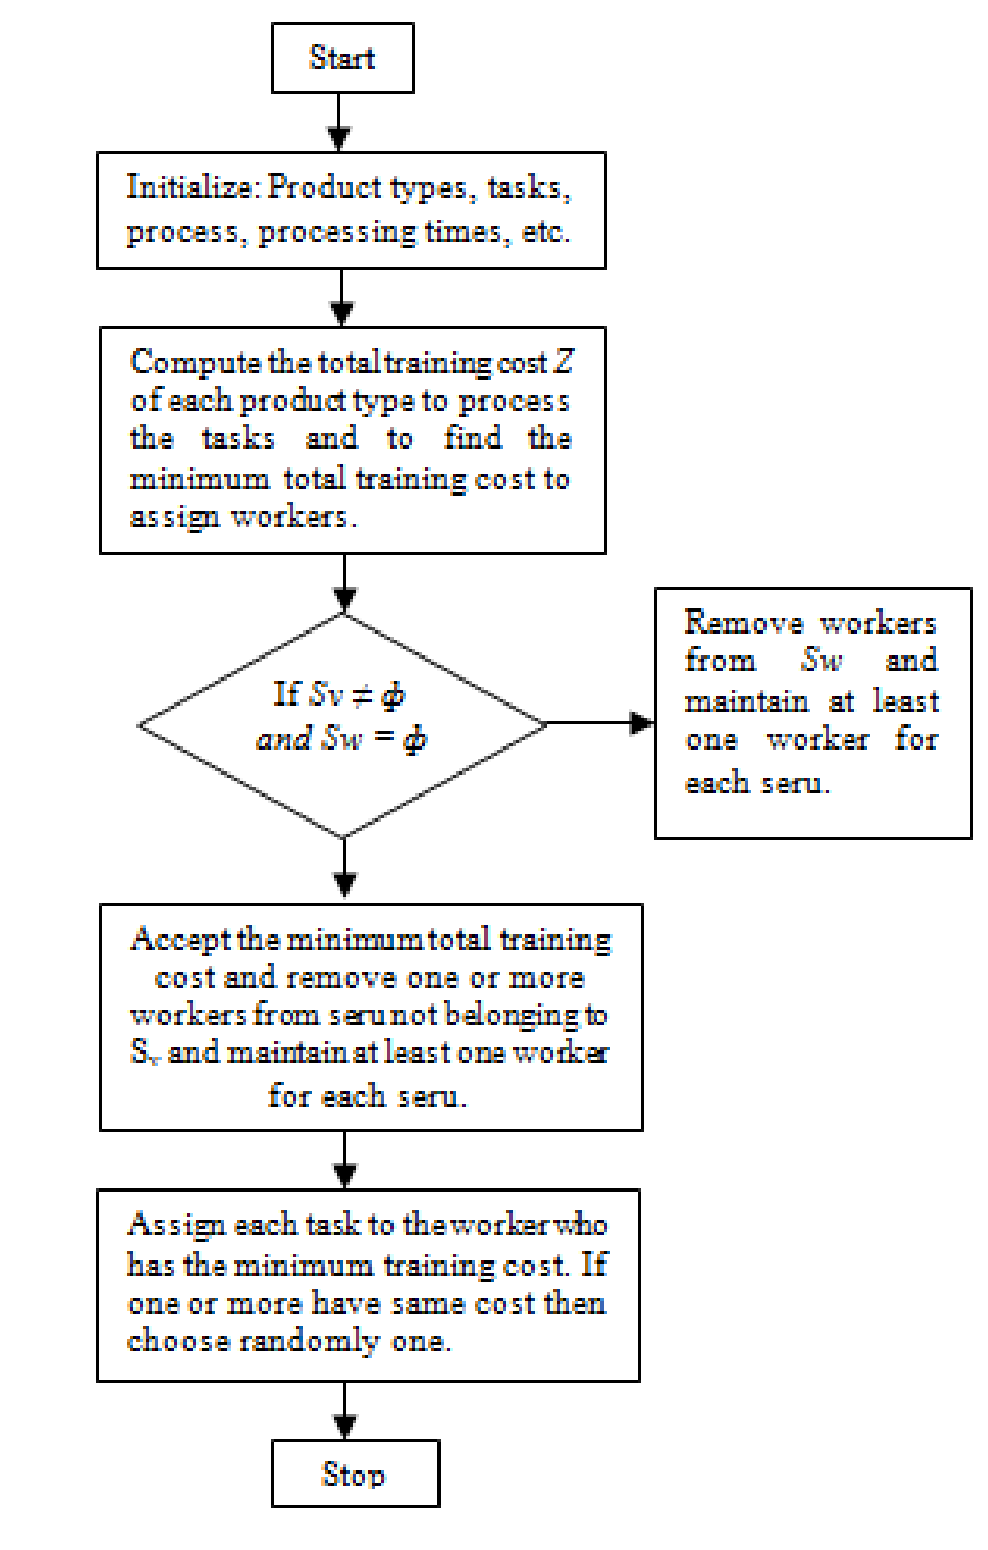 Start
Initialize: Product types, tasks,
process, processing times, etc.
Compute the total training cost Z
of each product type to process
the tasks and to find the
minimum total training cost to
assign workers.
If Sv ≠ ф
and Sw = ф
Remove workers
from Sw and
maintain at least
one worker for
each seru.
Accept the minimum total training
cost and remove one or more
workers from seru not belonging to
Sᵥ and maintain at least one worker
for each seru.
Assign each task to the worker who
has the minimum training cost. If
one or more have same cost then
choose randomly one.
Stop